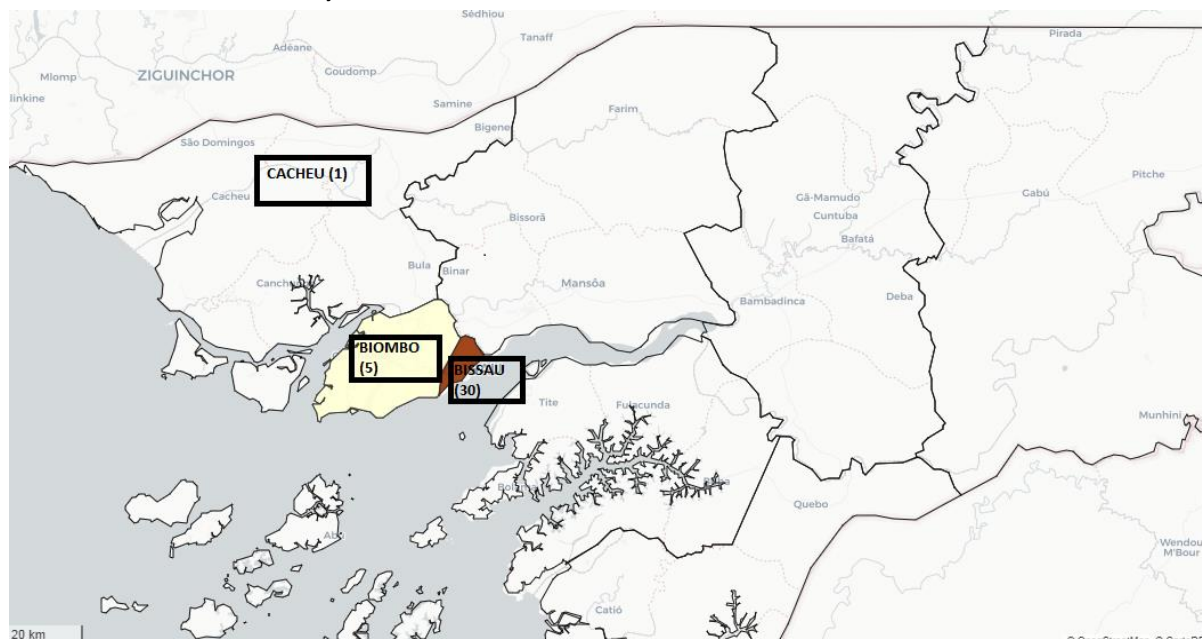 Sédhiou
Tanaff
Pirada
Adéane
Goudomp
Mlomp
ZIGUINCHOR
linkine
Samine
Farim
Bigene
São Domingos
CACHEU (1)
Pitche
Cacheu
Gã-Mamudo
Gabú
Cuntuba
Bissorã
Bafatá
Bula
Binar
Mansôa
Bambadinca
Deba
BIOMBO
(5)
BISSAU
(30)
Tite
Fulacunda
Munhini
Quebo
Wendou
M'Bour
Catió
20 km